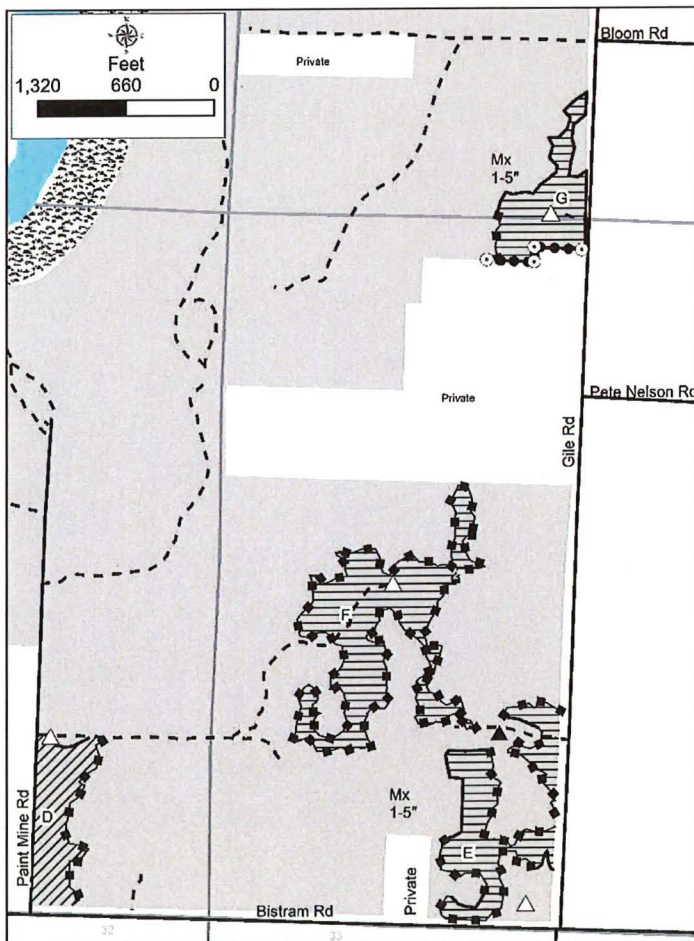 Feet
1,320 660 0
Bloom Rd
Private
Mx
1-5"
G
Private
Pete Nelson Rd
Gile Rd
F
Mx
1-5"
D
E
Paint Mine Rd
Private
Bistram Rd
32 33